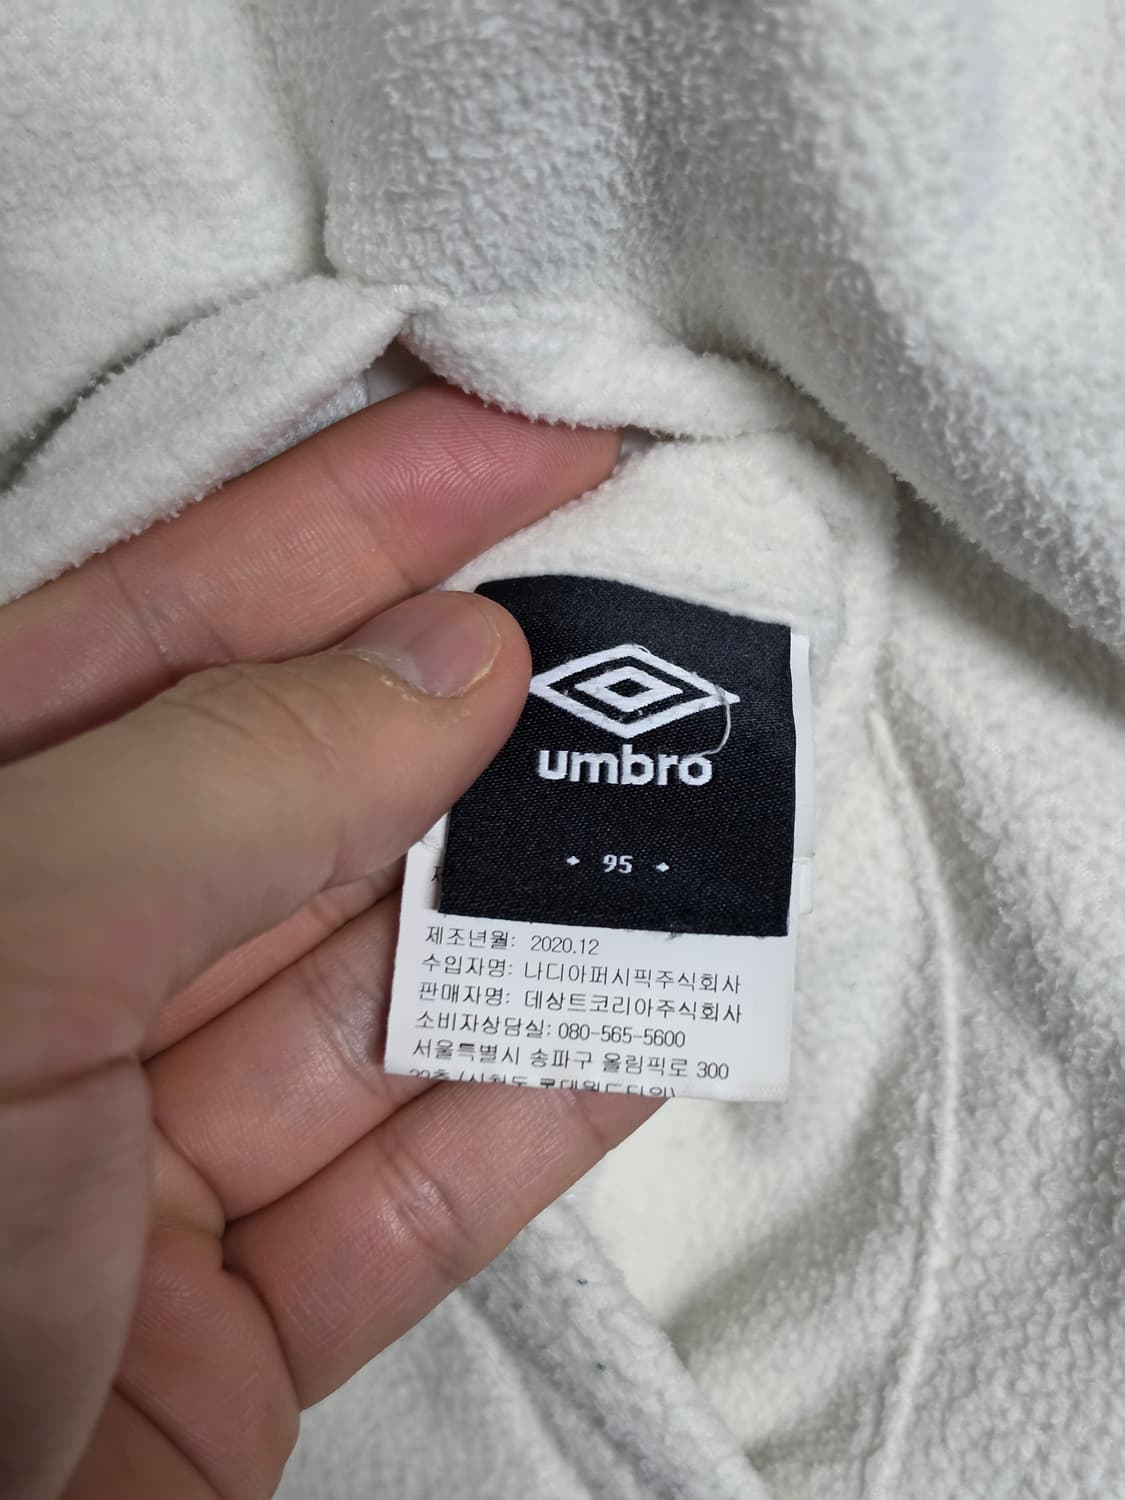 umbro
95
제조년월: 2020.12
수입자명: 나디아퍼시픽주식회사
판매자명: 데상트코리아주식회사
소비자상담실: 080-565-5600
서울특별시 송파구 올림픽로 300